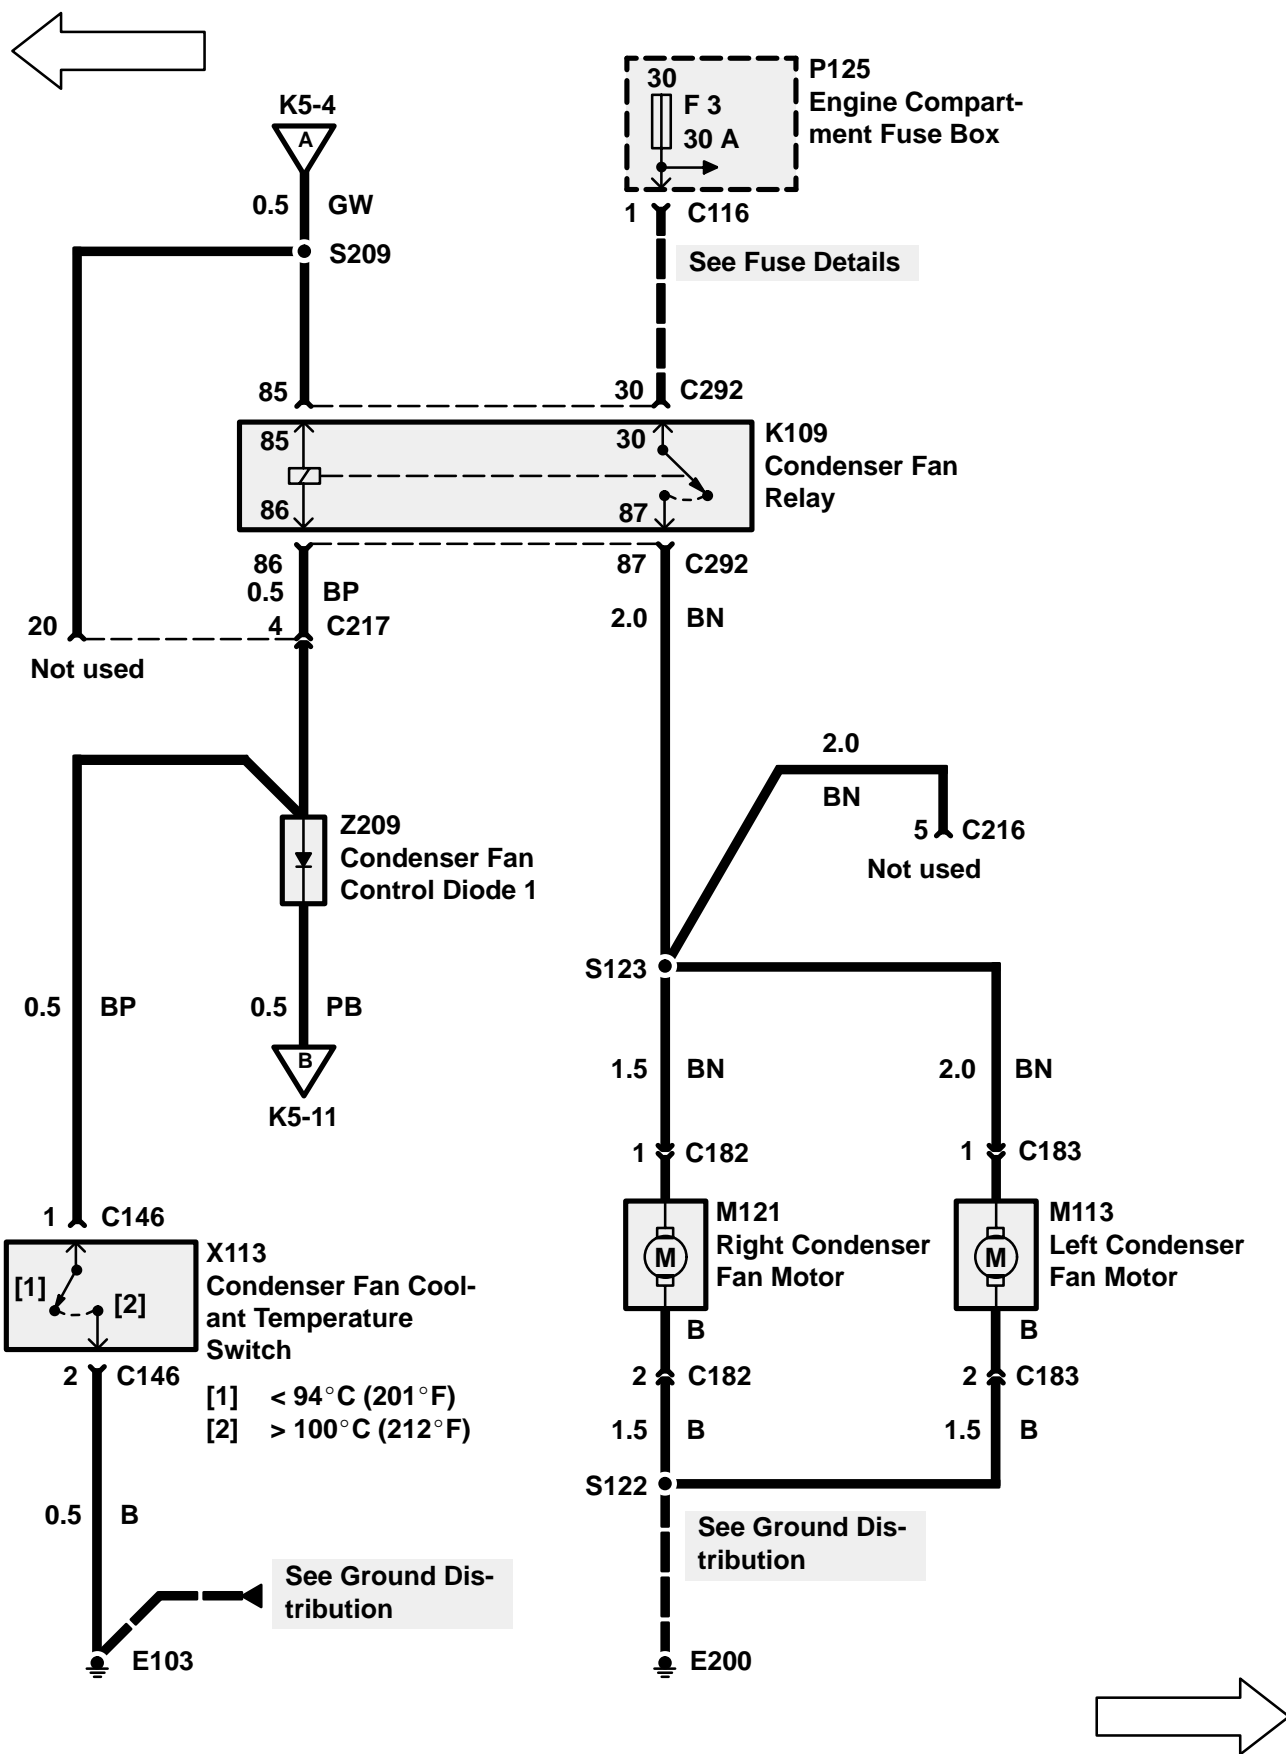 K5-4
A
0.5 GW
S209
30
F 3
30 A
P125
Engine Compart-
ment Fuse Box
1 C116
See Fuse Details
85
30 C292
85
30
86
87
K109
Condenser Fan
Relay
86
0.5 BP
4 C217
20
Not used
87 C292
2.0 BN
2.0
BN
5 C216
Not used
Z209
Condenser Fan
Control Diode 1
0.5 BP
0.5 PB
B
K5-11
S123
1.5 BN
2.0 BN
1 C182
1 C183
M
M121
Right Condenser
Fan Motor
M
M113
Left Condenser
Fan Motor
B
B
2 C182
2 C183
1.5 B
1.5 B
S122
See Ground Dis-
tribution
E200
1 C146
[1]
[2]
X113
Condenser Fan Cool-
ant Temperature
Switch
[1] < 94°C (201°F)
[2] > 100°C (212°F)
2 C146
0.5 B
See Ground Dis-
tribution
E103